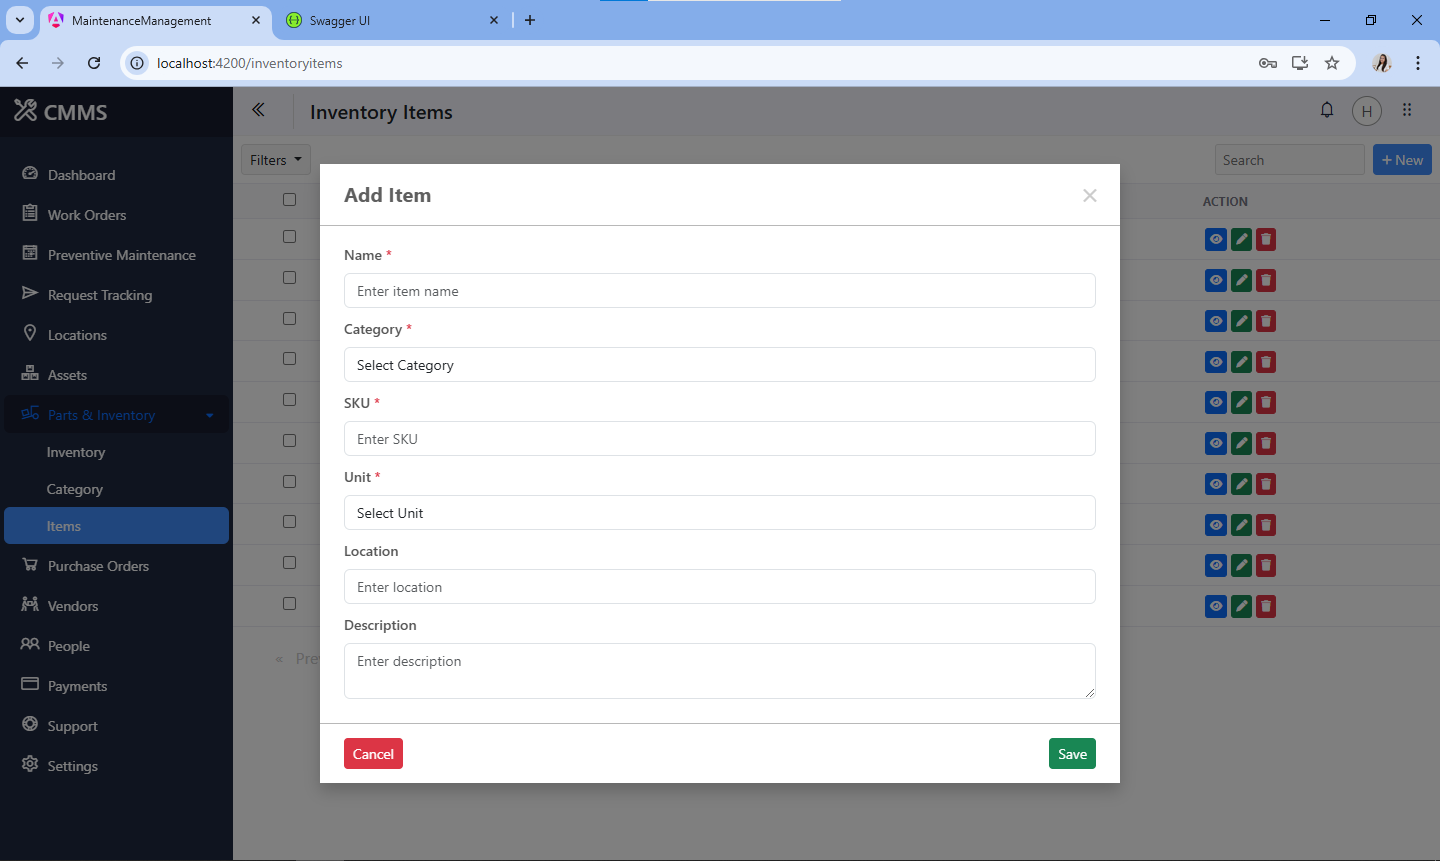 MaintenanceManagement
Swagger UI
localhost:4200/inventoryitems
CMMS
Inventory Items
H
Dashboard
Work Orders
Preventive Maintenance
Request Tracking
Locations
Assets
Parts & Inventory
Inventory
Category
Items
Purchase Orders
Vendors
People
Payments
Support
Settings
Filters
Search
+ New
ACTION
« Pre
Add Item
×
Name *
Enter item name
Category *
Select Category
SKU *
Enter SKU
Unit *
Select Unit
Location
Enter location
Description
Enter description
Cancel
Save